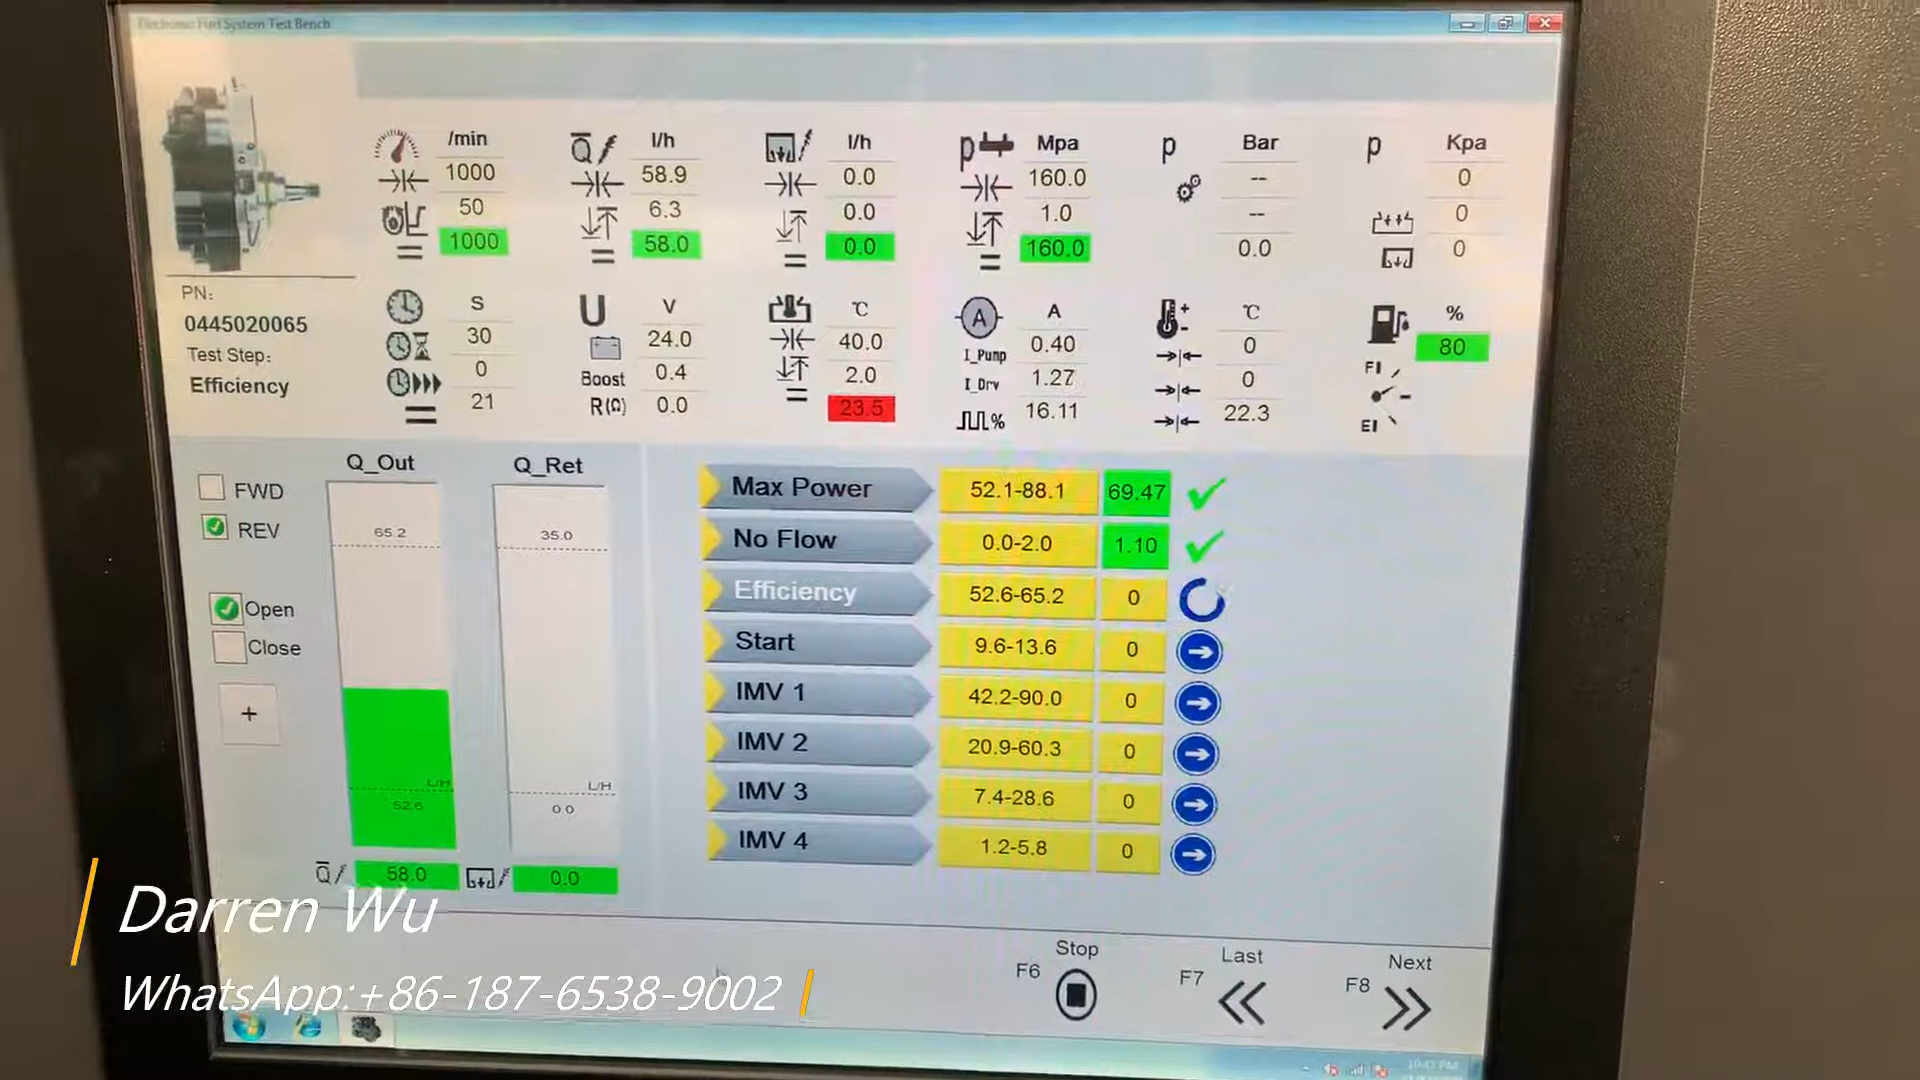 Electronic Fuel System Test Bench
/min l/h l/h p Mpa p Bar p Kpa
1000 58.9 0.0 160.0 -- 0
50 6.3 0.0 1.0 -- 0
1000 58.0 0.0 160.0 0.0 0
PN:
0445020065
Test Step:
Efficiency
S U V ℃ A A ℃ %
30 24.0 40.0 I_Pump 0.40 0 80
0 Boost 0.4 2.0 I_Drv 1.27 0 F
21 R(Ω) 0.0 23.5 % 16.11 22.3 E
Q_Out Q_Ret
FWD
REV
65.2 35.0
Open
Close
+
L/H L/H
52.6 0.0
Q 58.0 0.0
Max Power 52.1-88.1 69.47
No Flow 0.0-2.0 1.10
Efficiency 52.6-65.2 0
Start 9.6-13.6 0
IMV 1 42.2-90.0 0
IMV 2 20.9-60.3 0
IMV 3 7.4-28.6 0
IMV 4 1.2-5.8 0
Stop Last Next
F6 F7 F8
Darren Wu
WhatsApp:+86-187-6538-9002